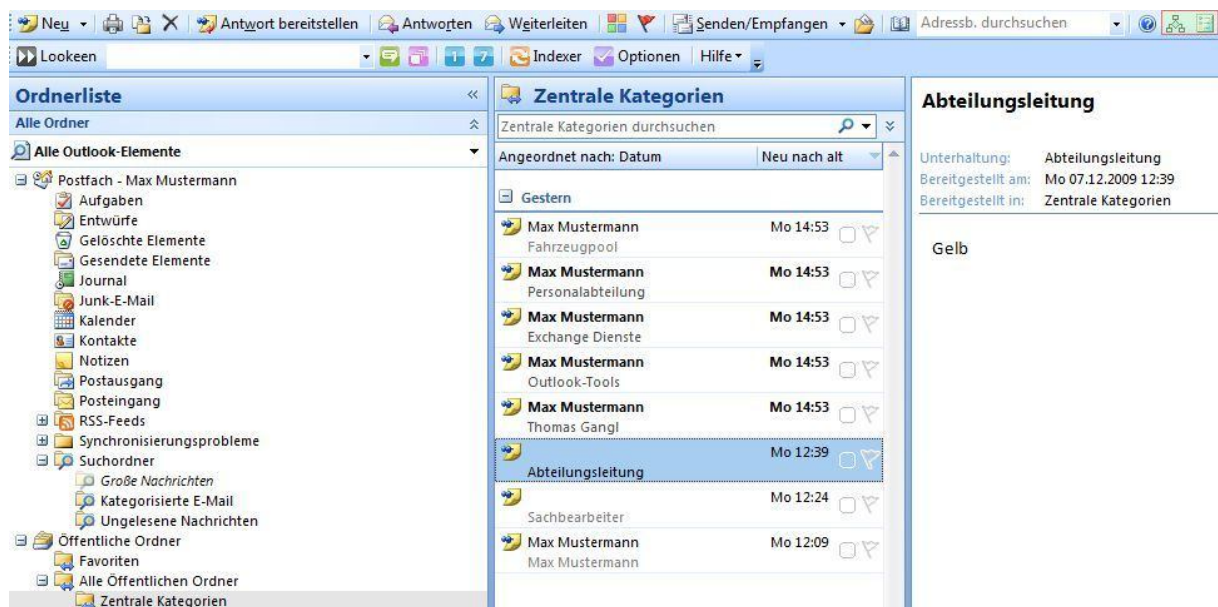 Neu Antwort bereitstellen Antworten Weiterleiten Senden/Empfangen Adressb. durchsuchen
Lookeen 1 7 Indexer Optionen Hilfe
Ordnerliste
Alle Ordner
Alle Outlook-Elemente
Postfach - Max Mustermann
Aufgaben
Entwürfe
Gelöschte Elemente
Gesendete Elemente
Journal
Junk-E-Mail
Kalender
Kontakte
Notizen
Postausgang
Posteingang
RSS-Feeds
Synchronisierungsprobleme
Suchordner
Große Nachrichten
Kategorisierte E-Mail
Ungelesene Nachrichten
Öffentliche Ordner
Favoriten
Alle Öffentlichen Ordner
Zentrale Kategorien
Zentrale Kategorien
Zentrale Kategorien durchsuchen
Angeordnet nach: Datum Neu nach alt
Gestern
Max Mustermann Mo 14:53
Fahrzeugpool
Max Mustermann Mo 14:53
Personalabteilung
Max Mustermann Mo 14:53
Exchange Dienste
Max Mustermann Mo 14:53
Outlook-Tools
Max Mustermann Mo 14:53
Thomas Gangl
Mo 12:39
Abteilungsleitung
Mo 12:24
Sachbearbeiter
Max Mustermann Mo 12:09
Max Mustermann
Abteilungsleitung
Unterhaltung: Abteilungsleitung
Bereitgestellt am: Mo 07.12.2009 12:39
Bereitgestellt in: Zentrale Kategorien
Gelb